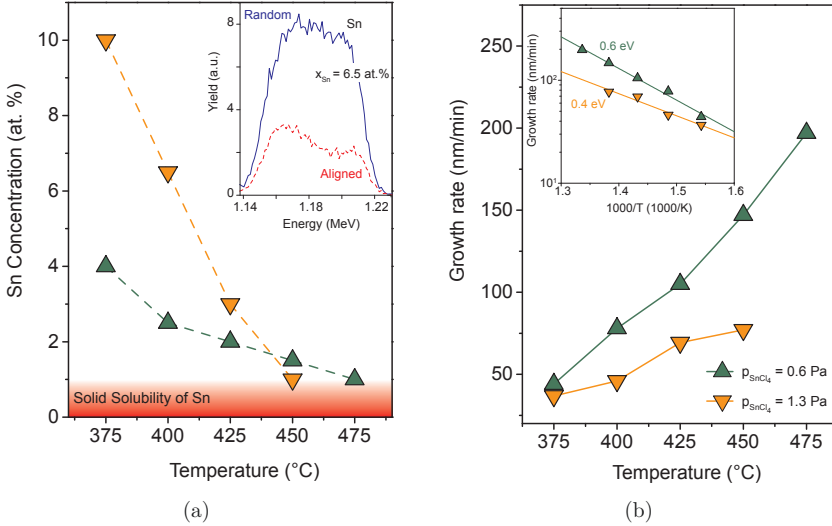 10
8
6
4
2
0
Sn Concentration (at. %)
375
400
425
450
475
Temperature (°C)
Solid Solubility of Sn
Random
Sn
x_Sn = 6.5 at.%
Aligned
8
4
0
Yield (a.u.)
1.14
1.18
1.22
Energy (MeV)
(a)
250
200
150
100
50
Growth rate (nm/min)
375
400
425
450
475
Temperature (°C)
p_SnCl₄ = 0.6 Pa
p_SnCl₄ = 1.3 Pa
0.6 eV
0.4 eV
10²
10¹
Growth rate (nm/min)
1.3
1.4
1.5
1.6
1000/T (1000/K)
(b)